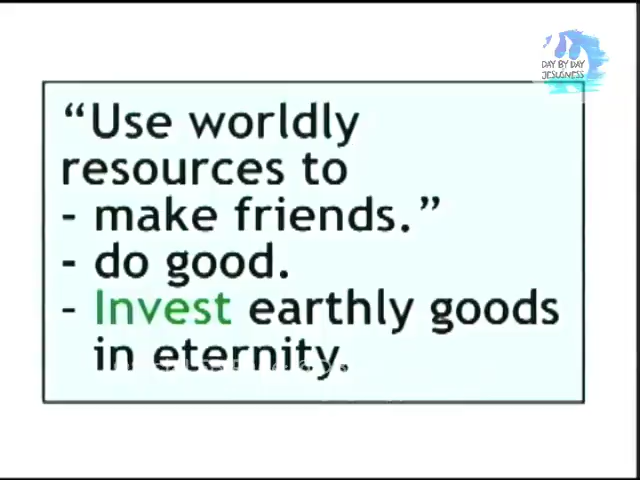 DAY BY DAY
JESUSNESS
“Use worldly
resources to
- make friends.”
- do good.
- Invest earthly goods
in eternity.